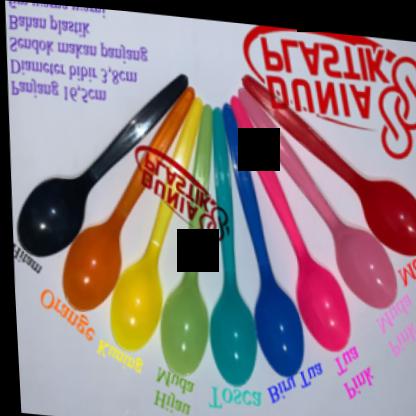 Hitam
Orange
Kuning
Hijau
Muda
Tosca
Biru Tua
Pink
Tua
Pink
Muda
DUNIA
PLASTIK
DUNIA
PLASTIK
Panjang 16,5cm
Diameter bibir 3,8cm
Sendok makan panjang
Bahan plastik